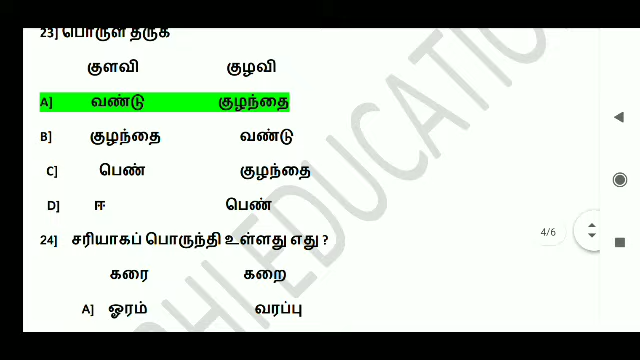 23] பொருள் தருக
குளவி குழவி
A] வண்டு குழந்தை
B] குழந்தை வண்டு
C] பெண் குழந்தை
D] ஈ பெண்
24] சரியாகப் பொருந்தி உள்ளது எது ?
4/6
கரை கறை
A] ஓரம் வரப்பு